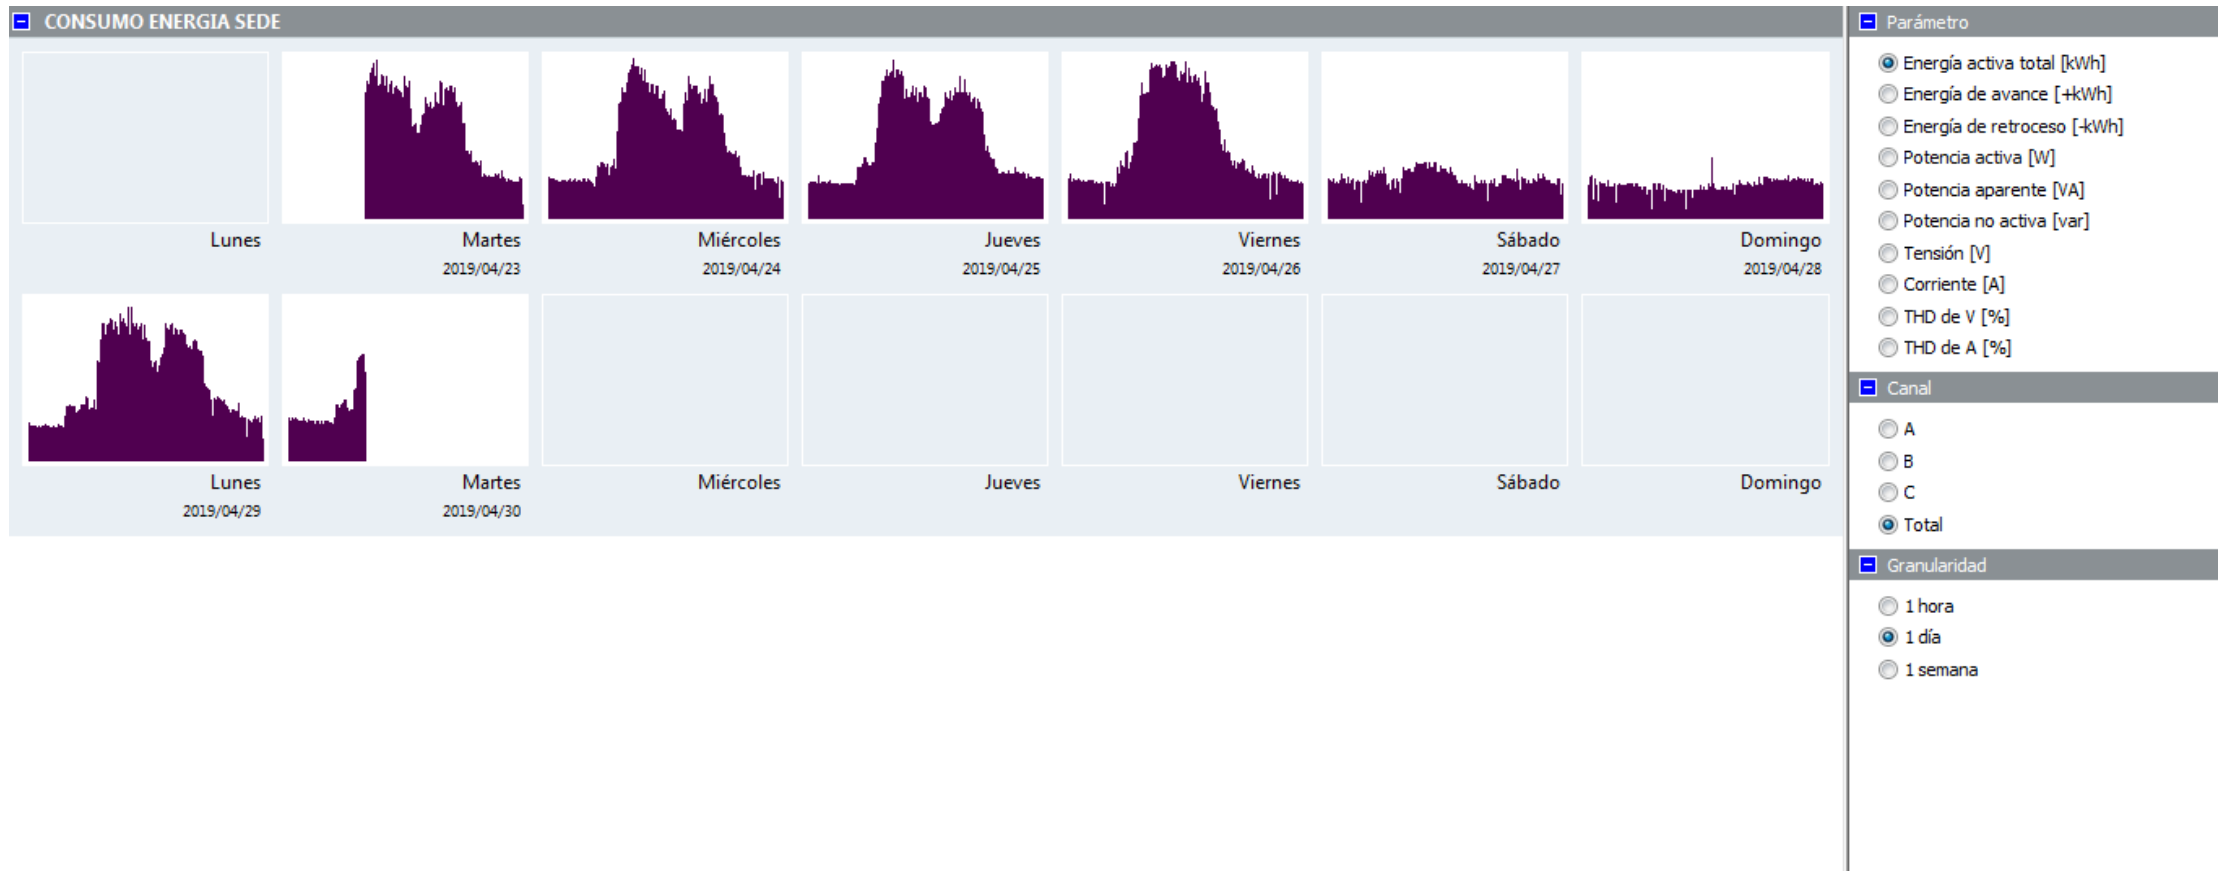 CONSUMO ENERGIA SEDE
Lunes
Martes
2019/04/23
Miércoles
2019/04/24
Jueves
2019/04/25
Viernes
2019/04/26
Sábado
2019/04/27
Domingo
2019/04/28
Lunes
2019/04/29
Martes
2019/04/30
Miércoles
Jueves
Viernes
Sábado
Domingo
Parámetro
Energía activa total [kWh]
Energía de avance [+kWh]
Energía de retroceso [-kWh]
Potencia activa [W]
Potencia aparente [VA]
Potencia no activa [var]
Tensión [V]
Corriente [A]
THD de V [%]
THD de A [%]
Canal
A
B
C
Total
Granularidad
1 hora
1 día
1 semana